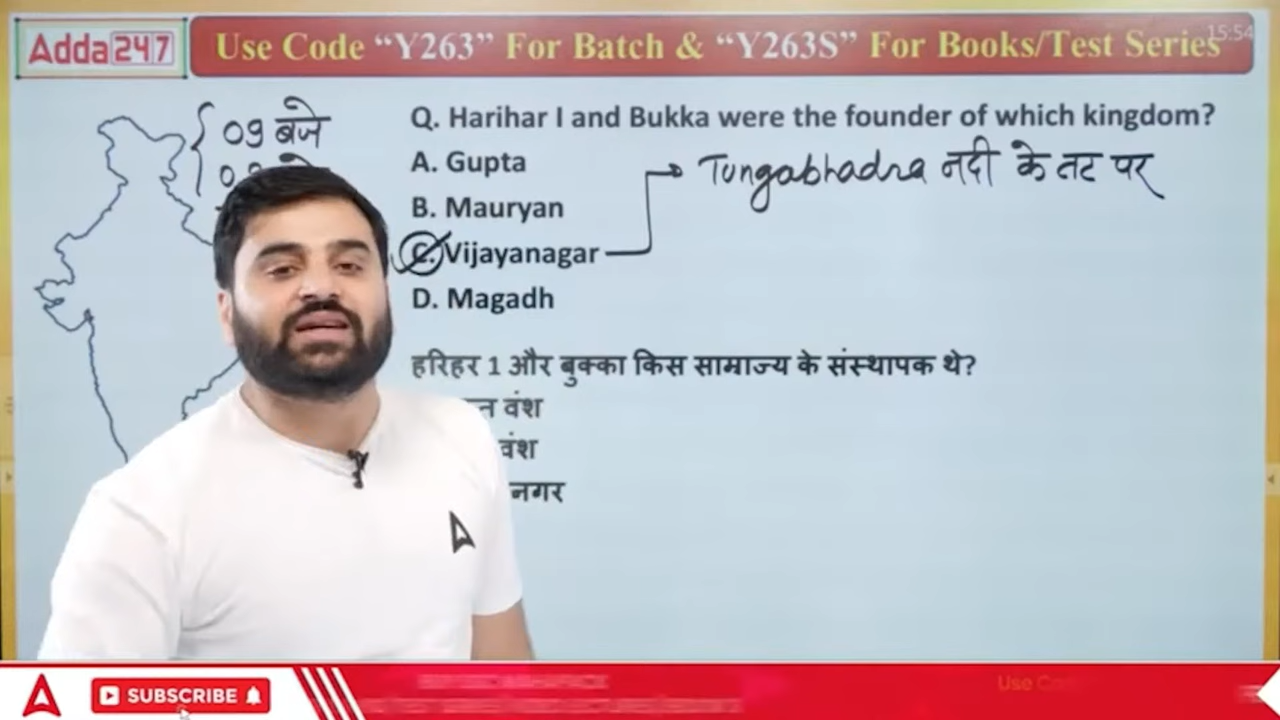 Adda247
Use Code “Y263” For Batch & “Y263S” For Books/Test Series
15:54
09 बजे
Q. Harihar I and Bukka were the founder of which kingdom?
A. Gupta
Tungabhadra नदी के तट पर
B. Mauryan
C. Vijayanagar
D. Magadh
हरिहर 1 और बुक्का किस साम्राज्य के संस्थापक थे?
वंश
वंश
नगर
SUBSCRIBE
Use